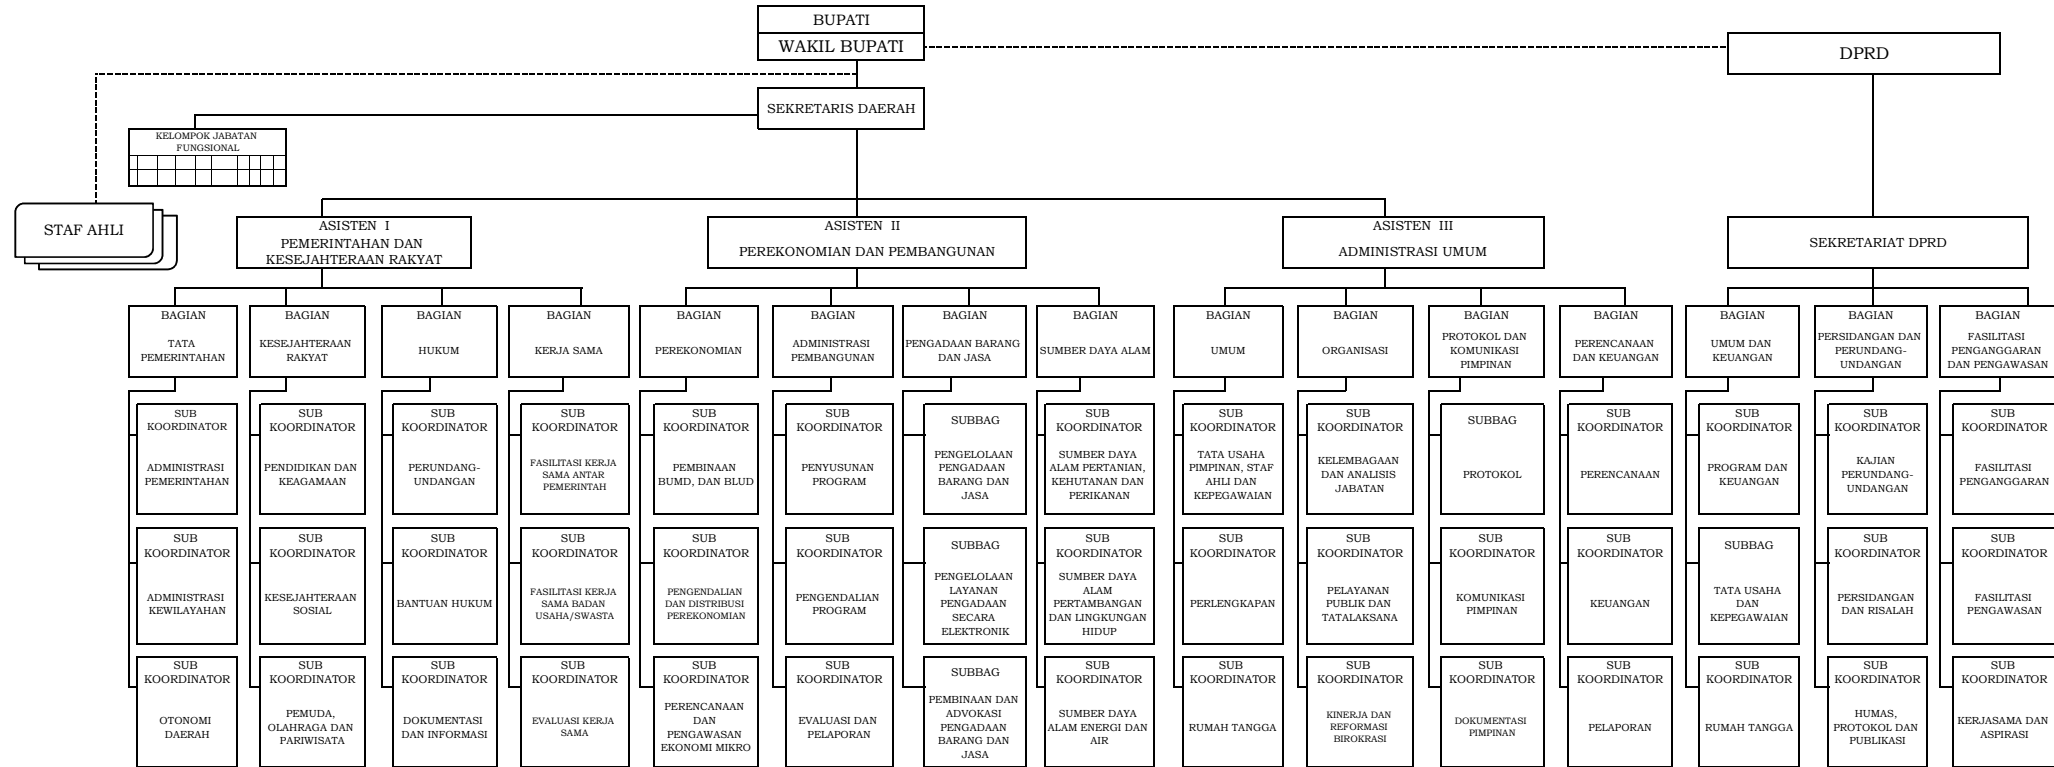 BUPATI
WAKIL BUPATI
DPRD
SEKRETARIS DAERAH
KELOMPOK JABATAN
FUNGSIONAL
STAF AHLI
ASISTEN I
PEMERINTAHAN DAN
KESEJAHTERAAN RAKYAT
ASISTEN II
PEREKONOMIAN DAN PEMBANGUNAN
ASISTEN III
ADMINISTRASI UMUM
SEKRETARIAT DPRD
BAGIAN
TATA
PEMERINTAHAN
BAGIAN
KESEJAHTERAAN
RAKYAT
BAGIAN
HUKUM
BAGIAN
KERJA SAMA
BAGIAN
PEREKONOMIAN
BAGIAN
ADMINISTRASI
PEMBANGUNAN
BAGIAN
PENGADAAN BARANG
DAN JASA
BAGIAN
SUMBER DAYA ALAM
BAGIAN
UMUM
BAGIAN
ORGANISASI
BAGIAN
PROTOKOL DAN
KOMUNIKASI
PIMPINAN
BAGIAN
PERENCANAAN
DAN KEUANGAN
BAGIAN
UMUM DAN
KEUANGAN
BAGIAN
PERSIDANGAN DAN
PERUNDANG-
UNDANGAN
BAGIAN
FASILITASI
PENGANGGARAN
DAN PENGAWASAN
SUB
KOORDINATOR
ADMINISTRASI
PEMERINTAHAN
SUB
KOORDINATOR
PENDIDIKAN DAN
KEAGAMAAN
SUB
KOORDINATOR
PERUNDANG-
UNDANGAN
SUB
KOORDINATOR
FASILITASI KERJA
SAMA ANTAR
PEMERINTAH
SUB
KOORDINATOR
PEMBINAAN
BUMD, DAN BLUD
SUB
KOORDINATOR
PENYUSUNAN
PROGRAM
SUBBAG
PENGELOLAAN
PENGADAAN
BARANG DAN
JASA
SUB
KOORDINATOR
SUMBER DAYA
ALAM PERTANIAN,
KEHUTANAN DAN
PERIKANAN
SUB
KOORDINATOR
TATA USAHA
PIMPINAN, STAF
AHLI DAN
KEPEGAWAIAN
SUB
KOORDINATOR
KELEMBAGAAN
DAN ANALISIS
JABATAN
SUBBAG
PROTOKOL
SUB
KOORDINATOR
PERENCANAAN
SUB
KOORDINATOR
PROGRAM DAN
KEUANGAN
SUB
KOORDINATOR
KAJIAN
PERUNDANG-
UNDANGAN
SUB
KOORDINATOR
FASILITASI
PENGANGGARAN
SUB
KOORDINATOR
ADMINISTRASI
KEWILAYAHAN
SUB
KOORDINATOR
KESEJAHTERAAN
SOSIAL
SUB
KOORDINATOR
BANTUAN HUKUM
SUB
KOORDINATOR
FASILITASI KERJA
SAMA BADAN
USAHA/SWASTA
SUB
KOORDINATOR
PENGENDALIAN
DAN DISTRIBUSI
PEREKONOMIAN
SUB
KOORDINATOR
PENGENDALIAN
PROGRAM
SUBBAG
PENGELOLAAN
LAYANAN
PENGADAAN
SECARA
ELEKTRONIK
SUB
KOORDINATOR
SUMBER DAYA
ALAM
PERTAMBANGAN
DAN LINGKUNGAN
HIDUP
SUB
KOORDINATOR
PERLENGKAPAN
SUB
KOORDINATOR
PELAYANAN
PUBLIK DAN
TATALAKSANA
SUB
KOORDINATOR
KOMUNIKASI
PIMPINAN
SUB
KOORDINATOR
KEUANGAN
SUBBAG
TATA USAHA
DAN
KEPEGAWAIAN
SUB
KOORDINATOR
PERSIDANGAN
DAN RISALAH
SUB
KOORDINATOR
FASILITASI
PENGAWASAN
SUB
KOORDINATOR
OTONOMI
DAERAH
SUB
KOORDINATOR
PEMUDA,
OLAHRAGA DAN
PARIWISATA
SUB
KOORDINATOR
DOKUMENTASI
DAN INFORMASI
SUB
KOORDINATOR
EVALUASI KERJA
SAMA
SUB
KOORDINATOR
PERENCANAAN
DAN
PENGAWASAN
EKONOMI MIKRO
SUB
KOORDINATOR
EVALUASI DAN
PELAPORAN
SUBBAG
PEMBINAAN DAN
ADVOKASI
PENGADAAN
BARANG DAN
JASA
SUB
KOORDINATOR
SUMBER DAYA
ALAM ENERGI DAN
AIR
SUB
KOORDINATOR
RUMAH TANGGA
SUB
KOORDINATOR
KINERJA DAN
REFORMASI
BIROKRASI
SUB
KOORDINATOR
DOKUMENTASI
PIMPINAN
SUB
KOORDINATOR
PELAPORAN
SUB
KOORDINATOR
RUMAH TANGGA
SUB
KOORDINATOR
HUMAS,
PROTOKOL DAN
PUBLIKASI
SUB
KOORDINATOR
KERJASAMA DAN
ASPIRASI